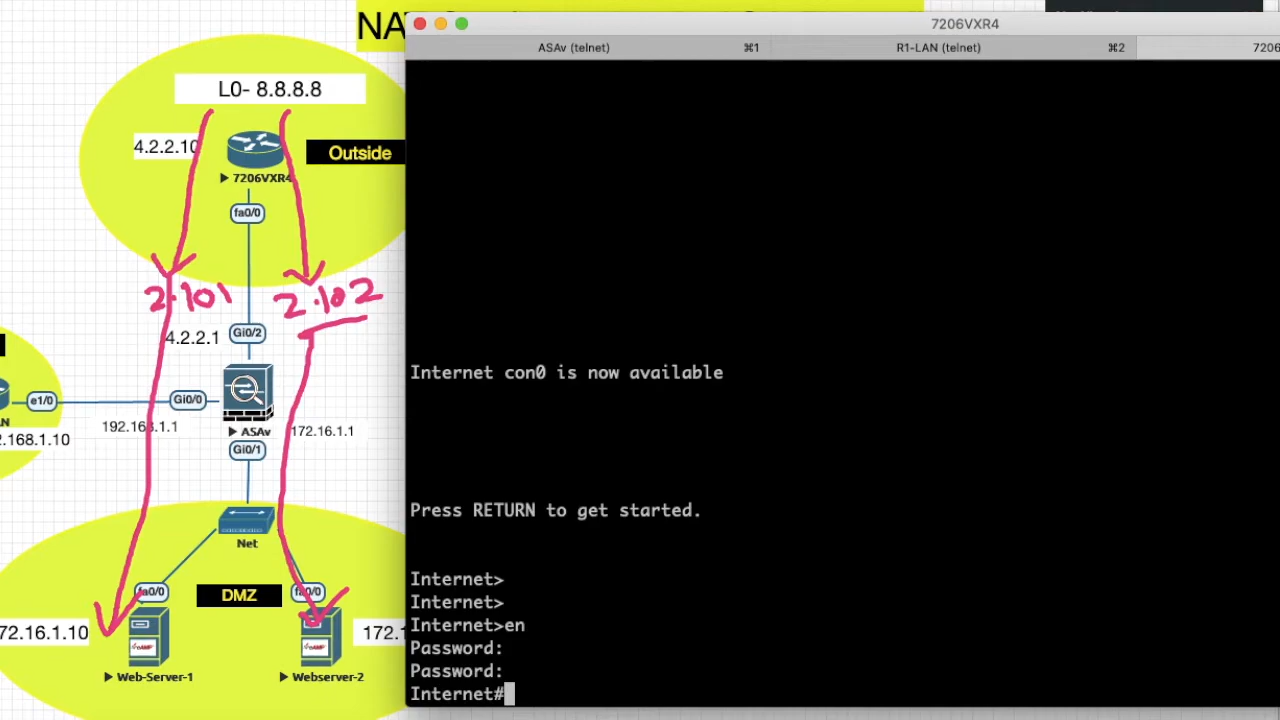 NA
7206VXR4
ASAv (telnet) ⌘1 R1-LAN (telnet) ⌘2 7206
L0- 8.8.8.8
4.2.2.10
Outside
7206VXR4
fa0/0
2.101 2.102
4.2.2.1 Gi0/2
e1/0 Gi0/0
192.168.1.1
2.168.1.10
ASAv 172.16.1.1
Gi0/1
Net
fa0/0 DMZ fa0/0
72.16.1.10 172.1
Web-Server-1 Webserver-2
Internet con0 is now available
Press RETURN to get started.
Internet>
Internet>
Internet>en
Password:
Password:
Internet#